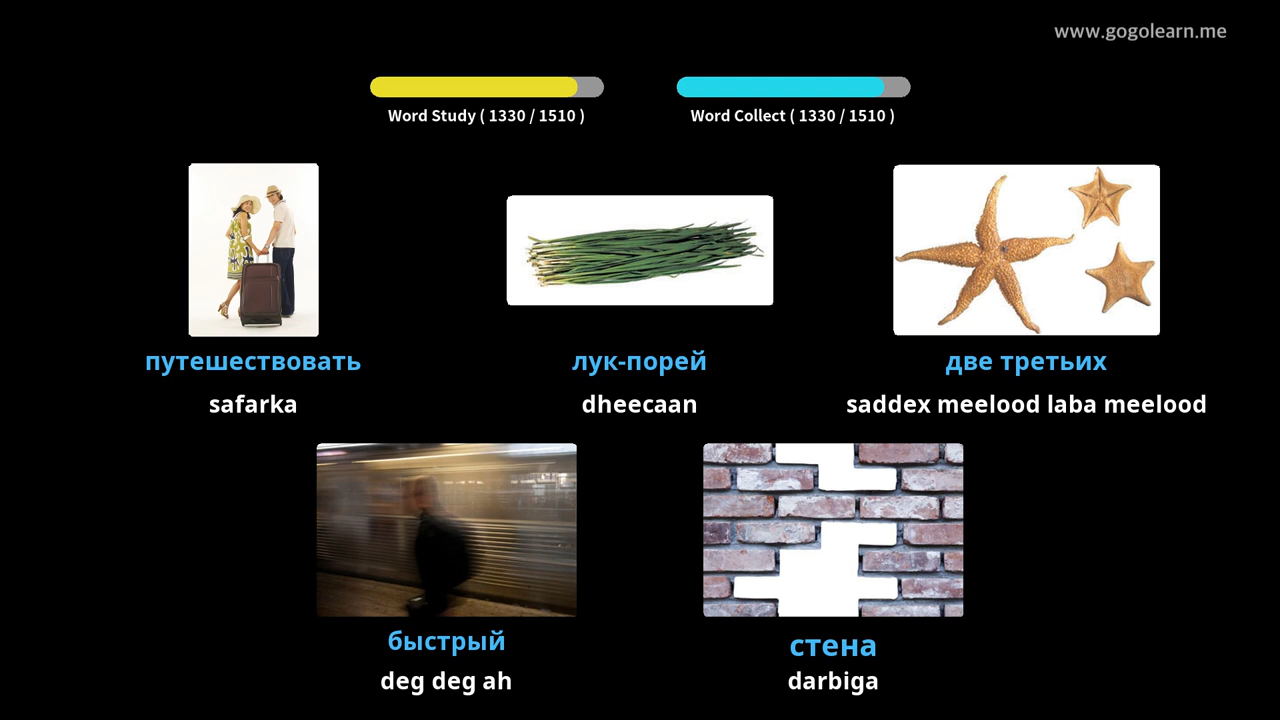 www.gogolearn.me
Word Study ( 1330 / 1510 )
Word Collect ( 1330 / 1510 )
путешествовать
safarka
лук-порей
dheecaan
две третьих
saddex meelood laba meelood
быстрый
deg deg ah
стена
darbiga